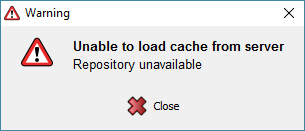 Warning
Unable to load cache from server
Repository unavailable
Close